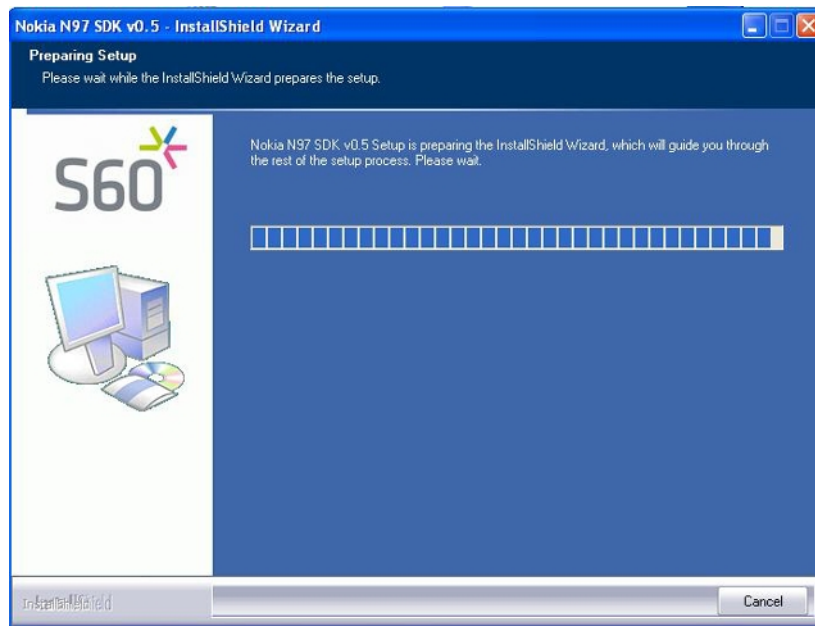 Nokia N97 SDK v0.5 - InstallShield Wizard
Preparing Setup
Please wait while the InstallShield Wizard prepares the setup.
S60
Nokia N97 SDK v0.5 Setup is preparing the InstallShield Wizard, which will guide you through
the rest of the setup process. Please wait.
InstallShield
Cancel